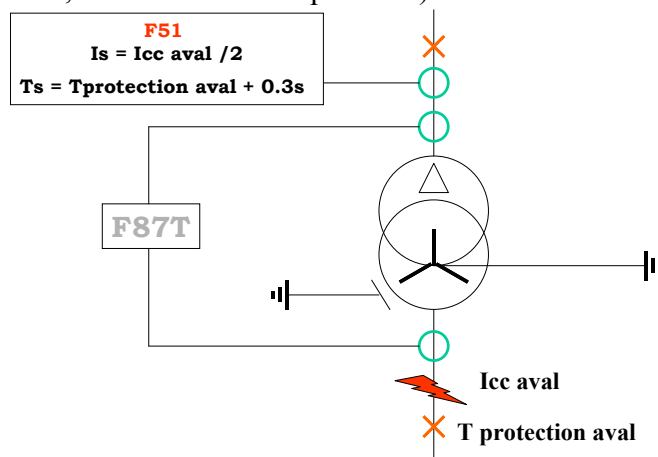 F51
Is = Icc aval /2
Ts = Tprotection aval + 0.3s
F87T
Icc aval
T protection aval